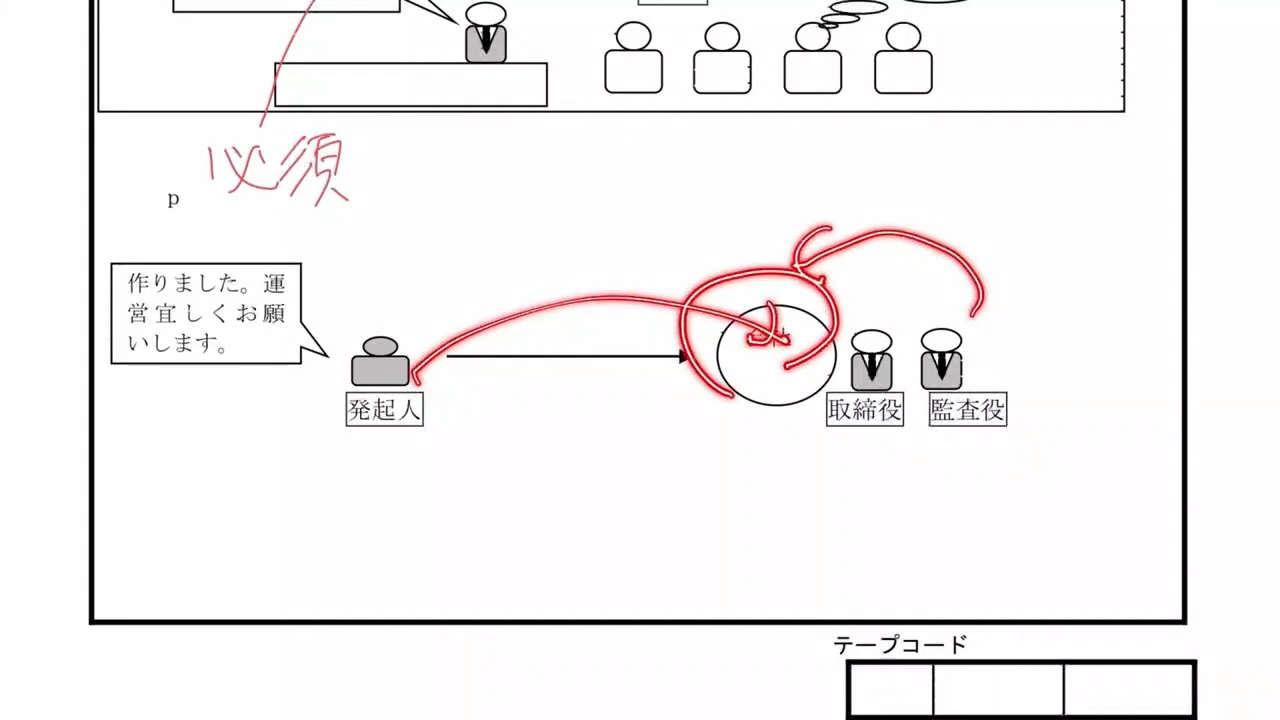 必須
p
作りました。運
営宜しくお願
いします。
発起人
取締役
監査役
テープコード